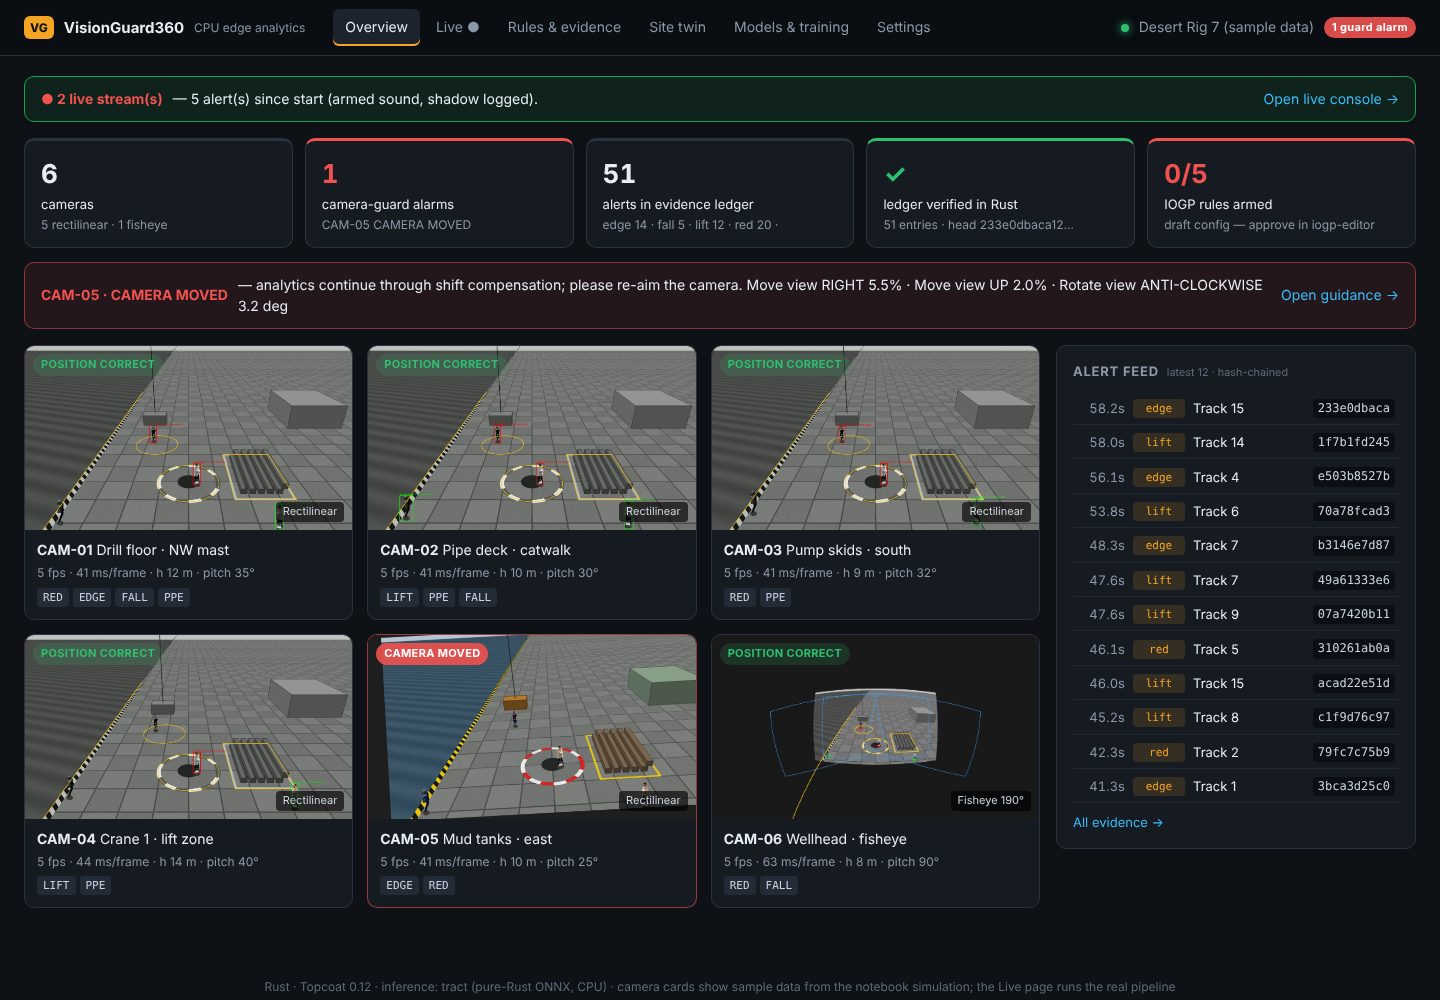 VG VisionGuard360 CPU edge analytics Overview Live Rules & evidence Site twin Models & training Settings Desert Rig 7 (sample data) 1 guard alarm
2 live stream(s) — 5 alert(s) since start (armed sound, shadow logged). Open live console →
6
cameras
5 rectilinear · 1 fisheye
1
camera-guard alarms
CAM-05 CAMERA MOVED
51
alerts in evidence ledger
edge 14 · fall 5 · lift 12 · red 20 ·
✓
ledger verified in Rust
51 entries · head 233e0dbaca12…
0/5
IOGP rules armed
draft config — approve in iogp-editor
CAM-05 · CAMERA MOVED — analytics continue through shift compensation; please re-aim the camera. Move view RIGHT 5.5% · Move view UP 2.0% · Rotate view ANTI-CLOCKWISE
3.2 deg
Open guidance →
POSITION CORRECT
Rectilinear
CAM-01 Drill floor · NW mast
5 fps · 41 ms/frame · h 12 m · pitch 35°
RED EDGE FALL PPE
POSITION CORRECT
Rectilinear
CAM-02 Pipe deck · catwalk
5 fps · 41 ms/frame · h 10 m · pitch 30°
LIFT PPE FALL
POSITION CORRECT
Rectilinear
CAM-03 Pump skids · south
5 fps · 41 ms/frame · h 9 m · pitch 32°
RED PPE
POSITION CORRECT
Rectilinear
CAM-04 Crane 1 · lift zone
5 fps · 44 ms/frame · h 14 m · pitch 40°
LIFT PPE
CAMERA MOVED
Rectilinear
CAM-05 Mud tanks · east
5 fps · 41 ms/frame · h 10 m · pitch 25°
EDGE RED
POSITION CORRECT
Fisheye 190°
CAM-06 Wellhead · fisheye
5 fps · 63 ms/frame · h 8 m · pitch 90°
RED FALL
ALERT FEED latest 12 · hash-chained
58.2s edge Track 15 233e0dbaca
58.0s lift Track 14 1f7b1fd245
56.1s edge Track 4 e503b8527b
53.8s lift Track 6 70a78fcad3
48.3s edge Track 7 b3146e7d87
47.6s lift Track 7 49a61333e6
47.6s lift Track 9 07a7420b11
46.1s red Track 5 310261ab0a
46.0s lift Track 15 acad22e51d
45.2s lift Track 8 c1f9d76c97
42.3s red Track 2 79fc7c75b9
41.3s edge Track 1 3bca3d25c0
All evidence →
Rust · Topcoat 0.12 · inference: tract (pure-Rust ONNX, CPU) · camera cards show sample data from the notebook simulation; the Live page runs the real pipeline